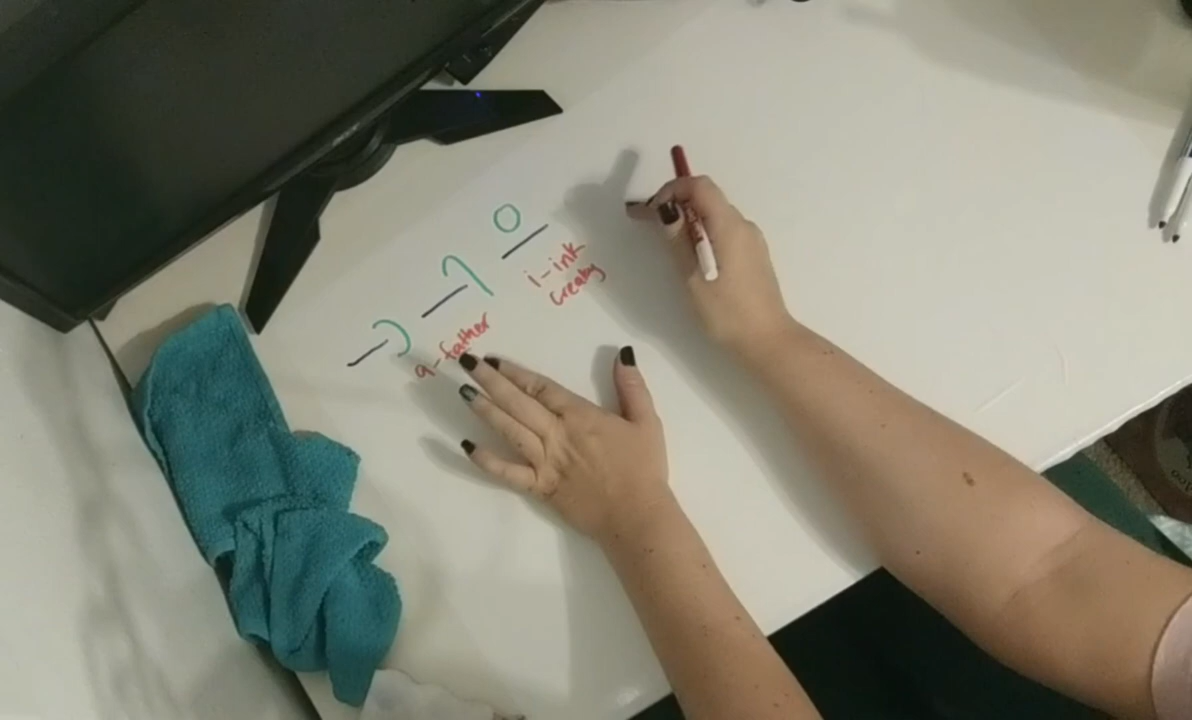 _ာ _ါ _ိ
a-father
i-ink
creaky